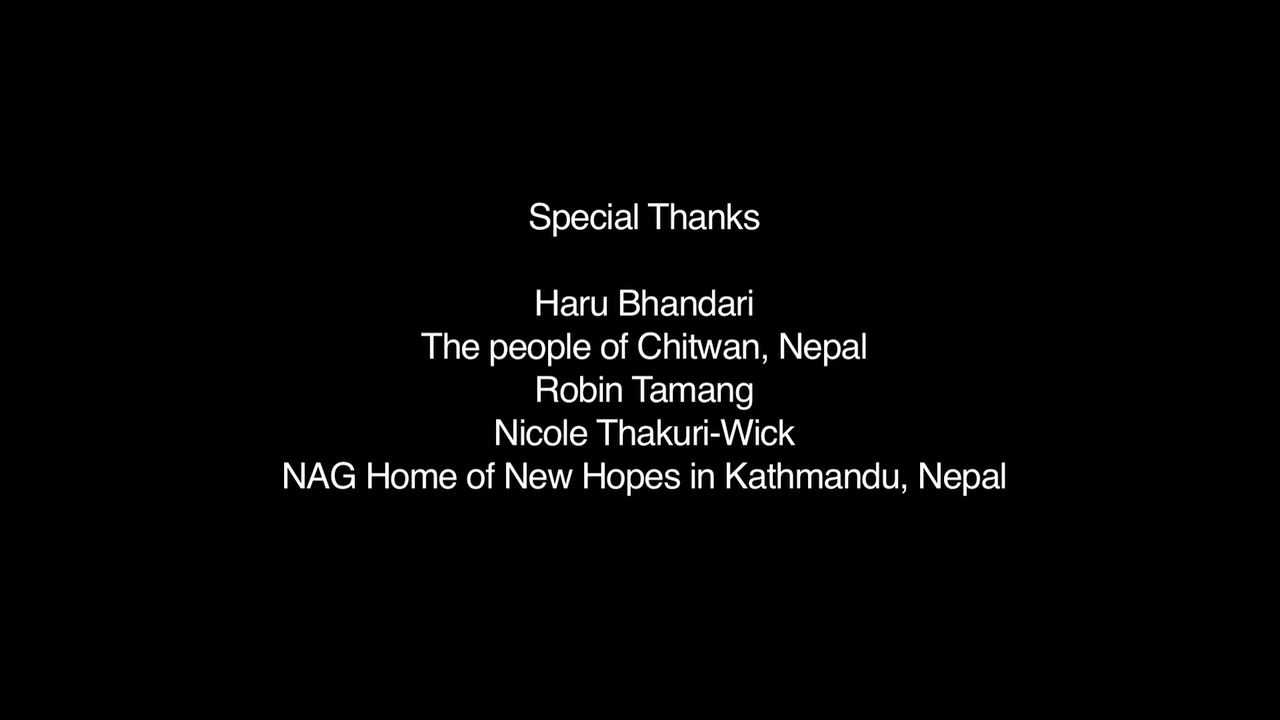 Special Thanks
Haru Bhandari
The people of Chitwan, Nepal
Robin Tamang
Nicole Thakuri-Wick
NAG Home of New Hopes in Kathmandu, Nepal